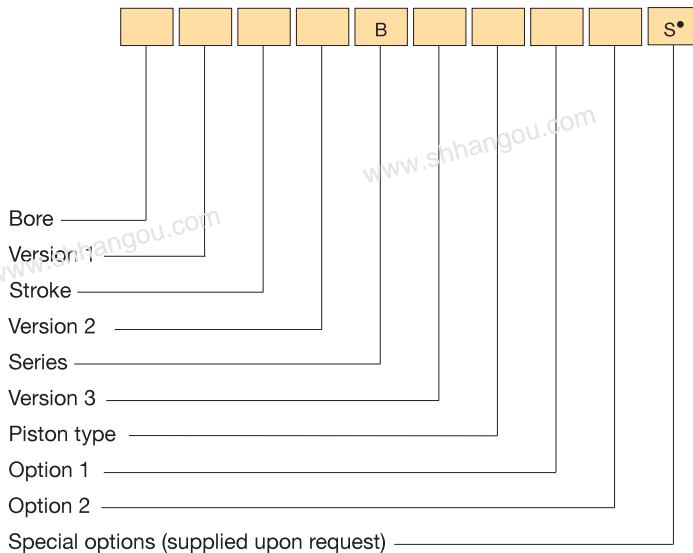 B S●
www.shhangou.com
Bore
www.shhangou.com
Version 1
Stroke
Version 2
Series
Version 3
Piston type
Option 1
Option 2
Special options (supplied upon request)